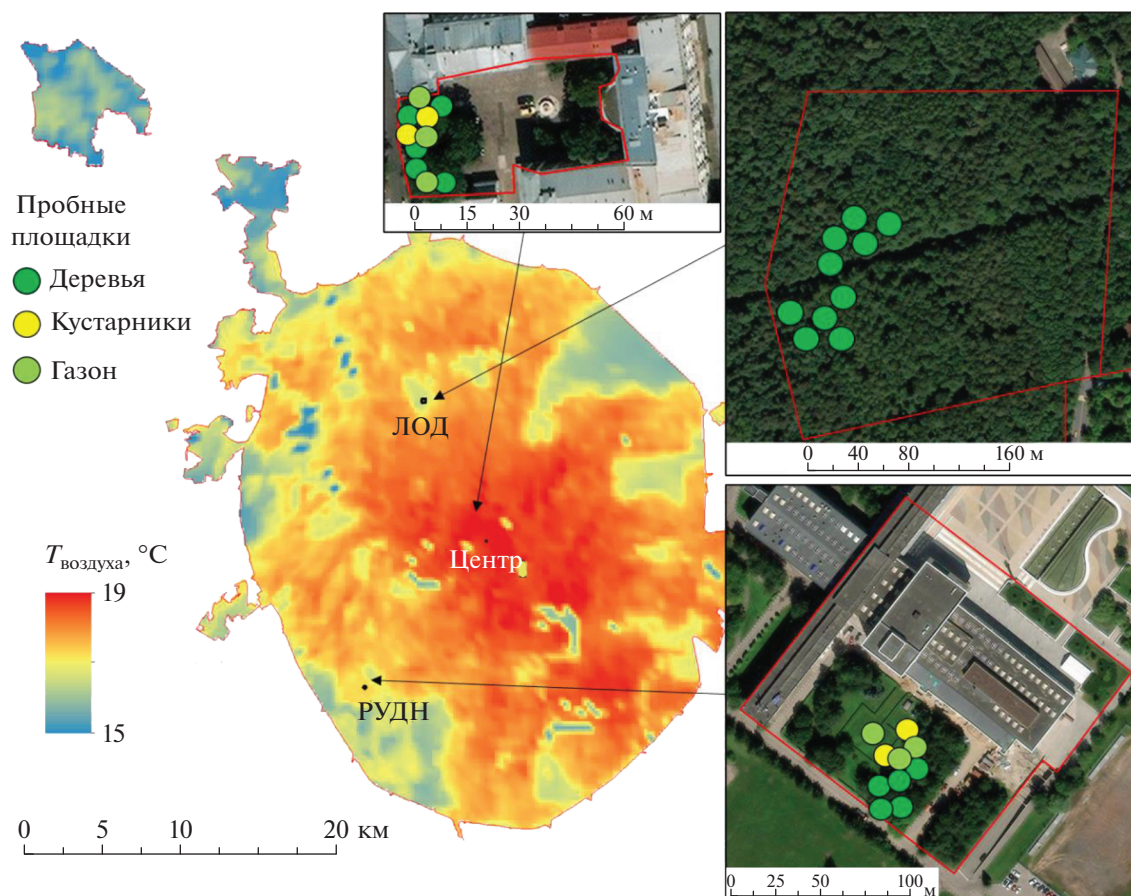 Пробные
площадки
Деревья
Кустарники
Газон
Tвоздуха, °C
19
15
0 5 10 20 км
ЛОД
Центр
РУДН
0 15 30 60 м
0 40 80 160 м
0 25 50 100 м